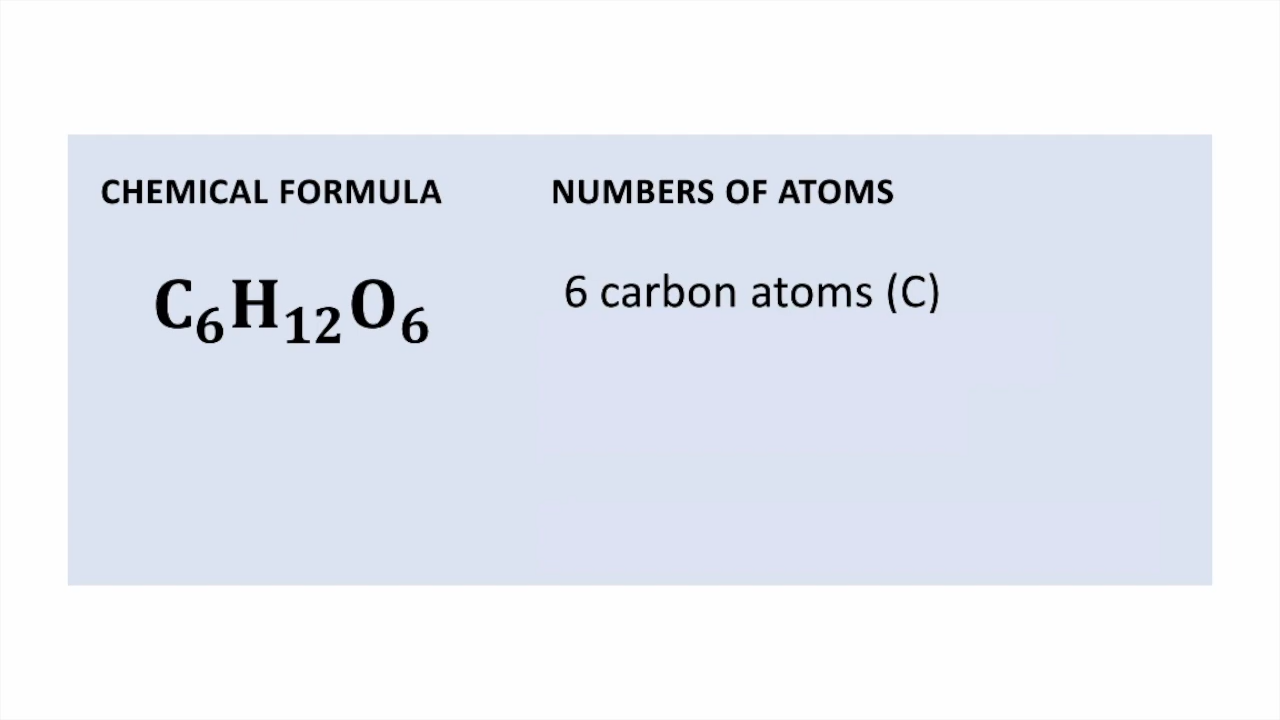 CHEMICAL FORMULA
NUMBERS OF ATOMS
C₆H₁₂O₆
6 carbon atoms (C)